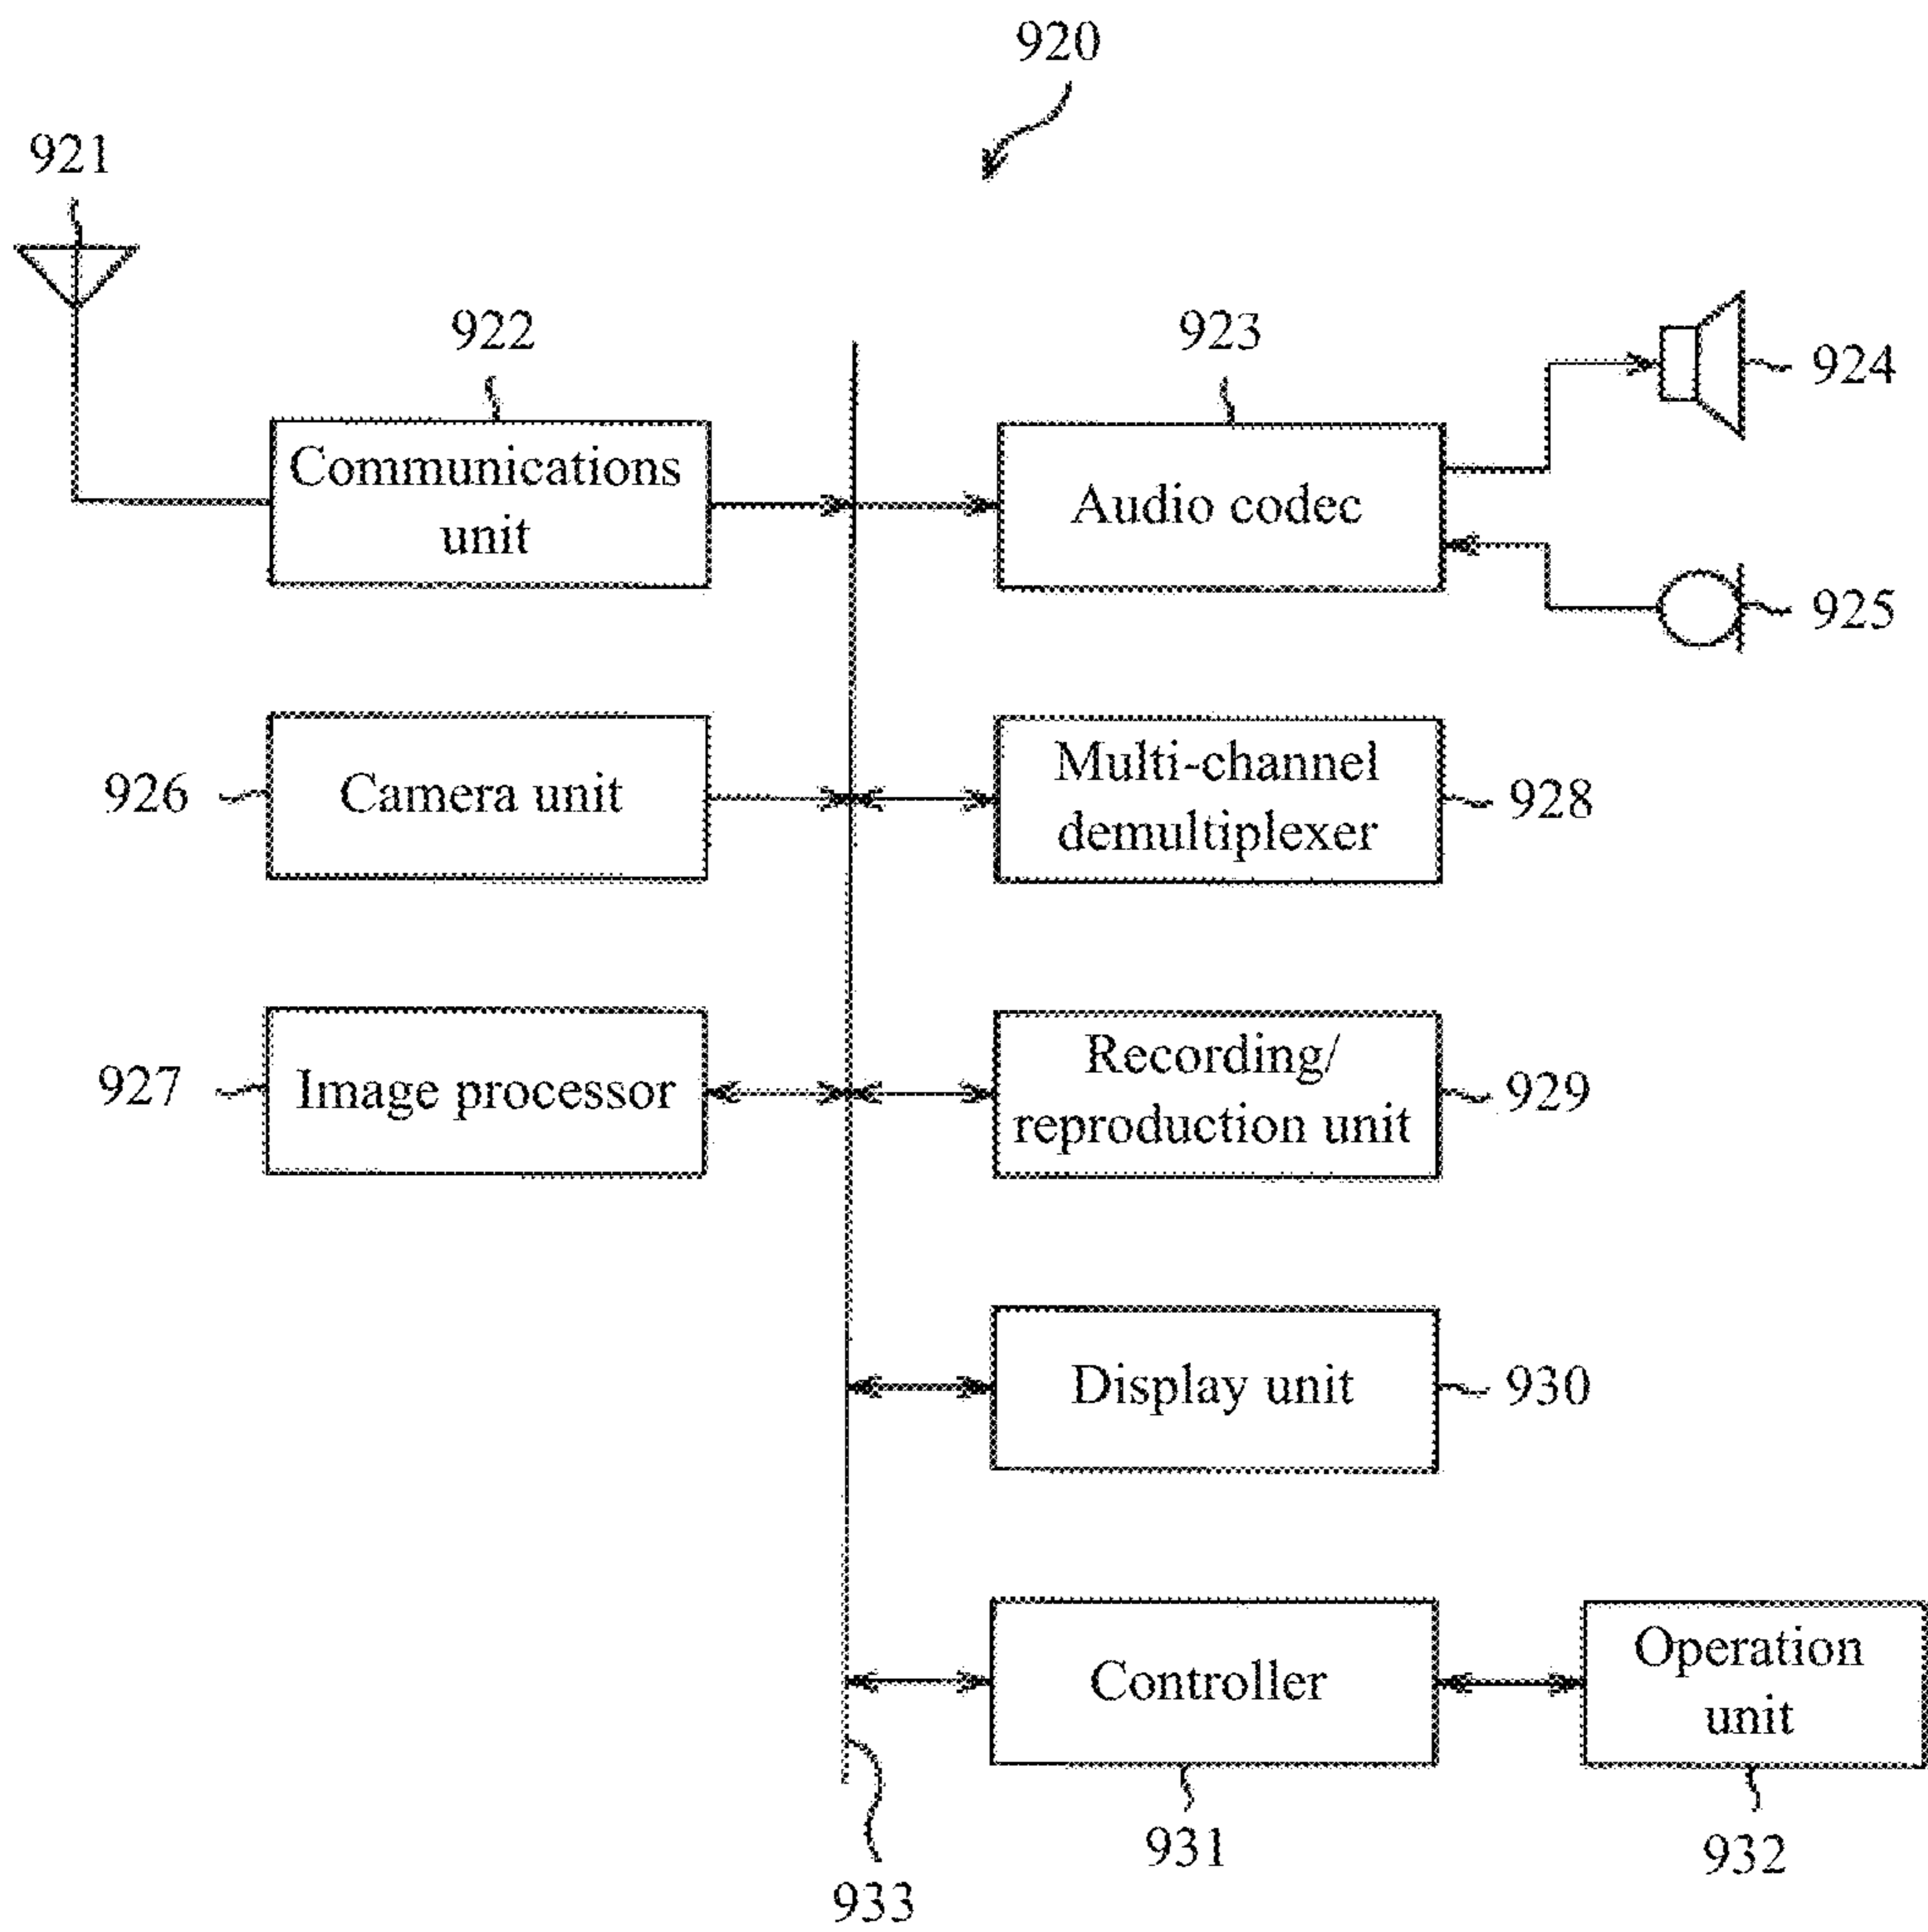 920
921
922
923
924
Communications
unit
Audio codec
925
926
Camera unit
Multi-channel
demultiplexer
928
927
Image processor
Recording/
reproduction unit
929
Display unit
930
Controller
Operation
unit
931
932
933